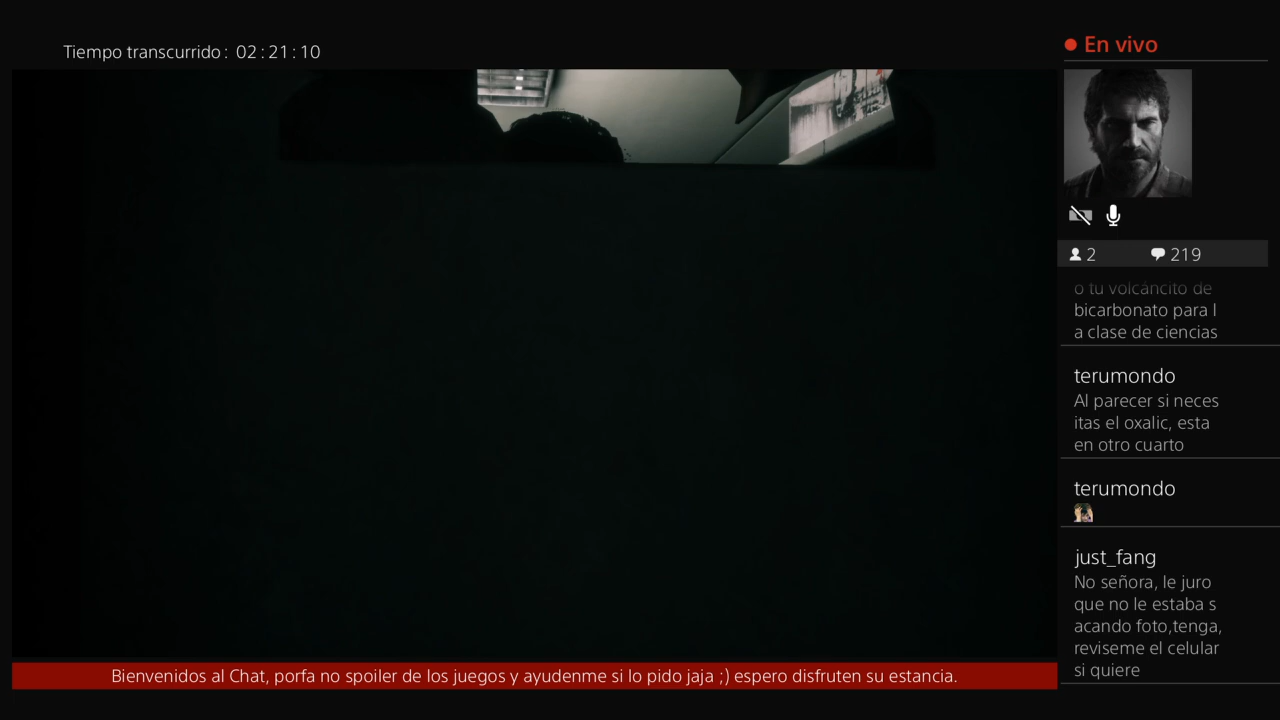 Tiempo transcurrido: 02:21:10
En vivo
2 219
o tu volcáncito de
bicarbonato para l
a clase de ciencias
terumondo
Al parecer si neces
itas el oxalic, esta
en otro cuarto
terumondo
just_fang
No señora, le juro
que no le estaba s
acando foto,tenga,
reviseme el celular
si quiere
Bienvenidos al Chat, porfa no spoiler de los juegos y ayudenme si lo pido jaja ;) espero disfruten su estancia.